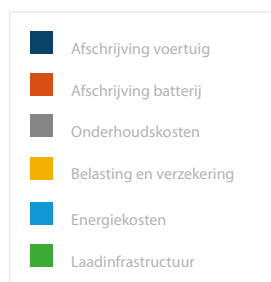 Afschrijving voertuig
Afschrijving batterij
Onderhoudskosten
Belasting en verzekering
Energiekosten
Laadinfrastructuur